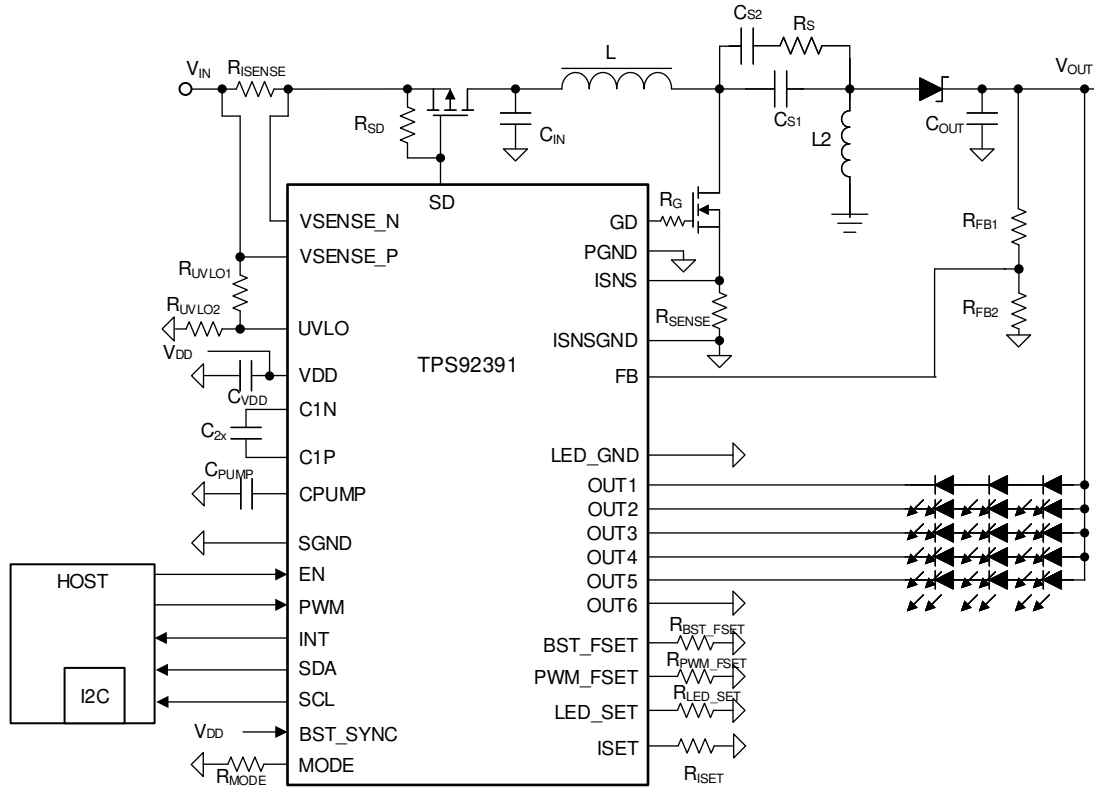 CS2
RS
L
VIN
RISENSE
VOUT
RSD
CIN
CS1
L2
COUT
SD
RG
GD
VSENSE_N
PGND
VSENSE_P
ISNS
RFB1
RUVLO1
RUVLO2
RSENSE
RFB2
UVLO
ISNSGND
VDD
TPS92391
VDD
FB
CVDD
C1N
C2x
C1P
LED_GND
CPUMP
CPUMP
OUT1
OUT2
OUT3
OUT4
OUT5
OUT6
SGND
HOST
EN
PWM
INT
SDA
I2C
SCL
RBST_FSET
BST_FSET
RPWM_FSET
PWM_FSET
RLED_SET
LED_SET
VDD
BST_SYNC
ISET
RISET
MODE
RMODE